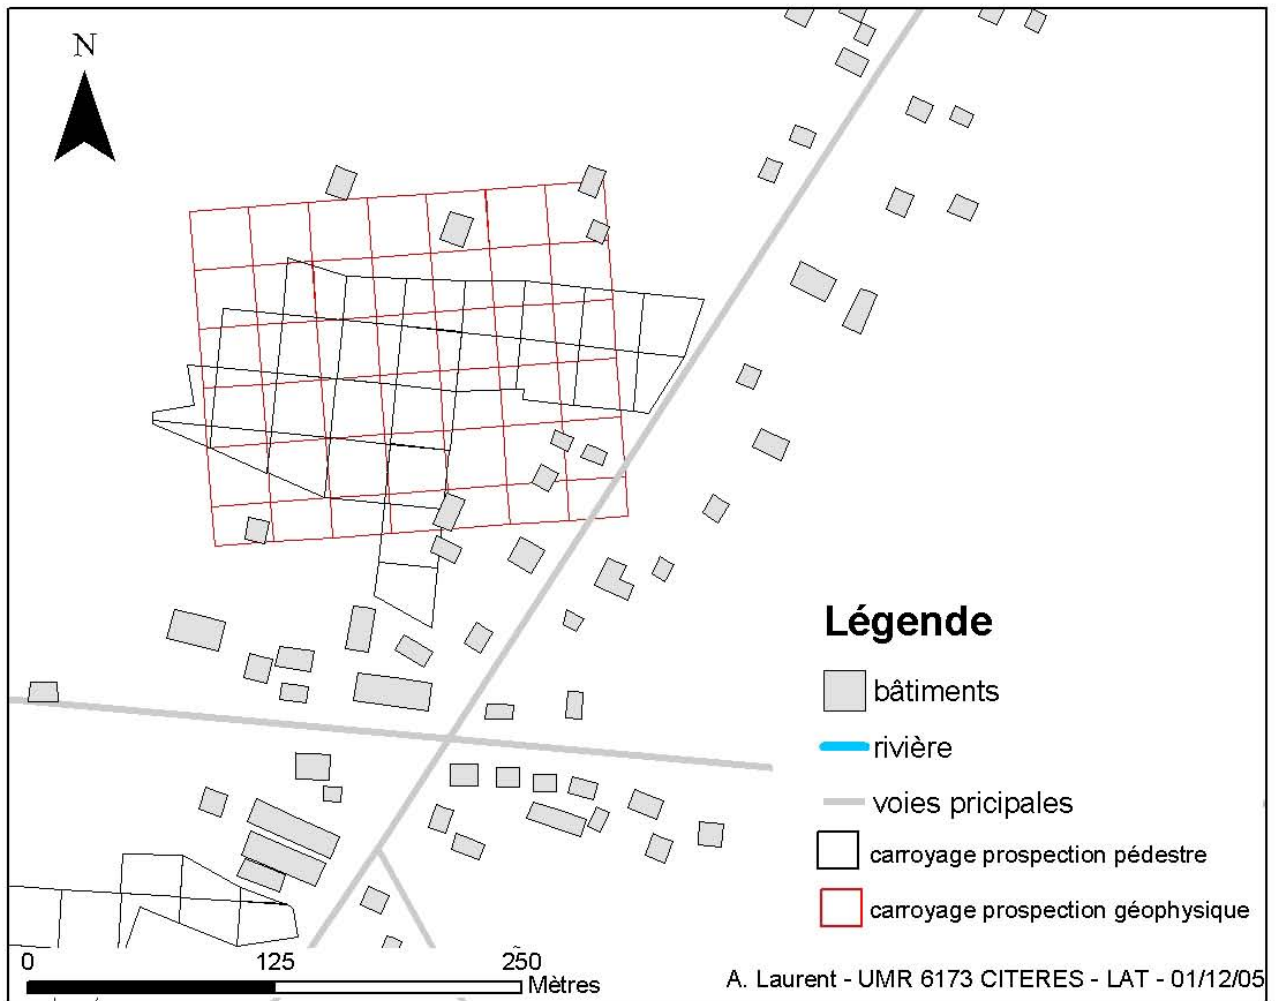 N
Légende
bâtiments
rivière
voies pricipales
carroyage prospection pédestre
carroyage prospection géophysique
0 125 250
Mètres
A. Laurent - UMR 6173 CITERES - LAT - 01/12/05